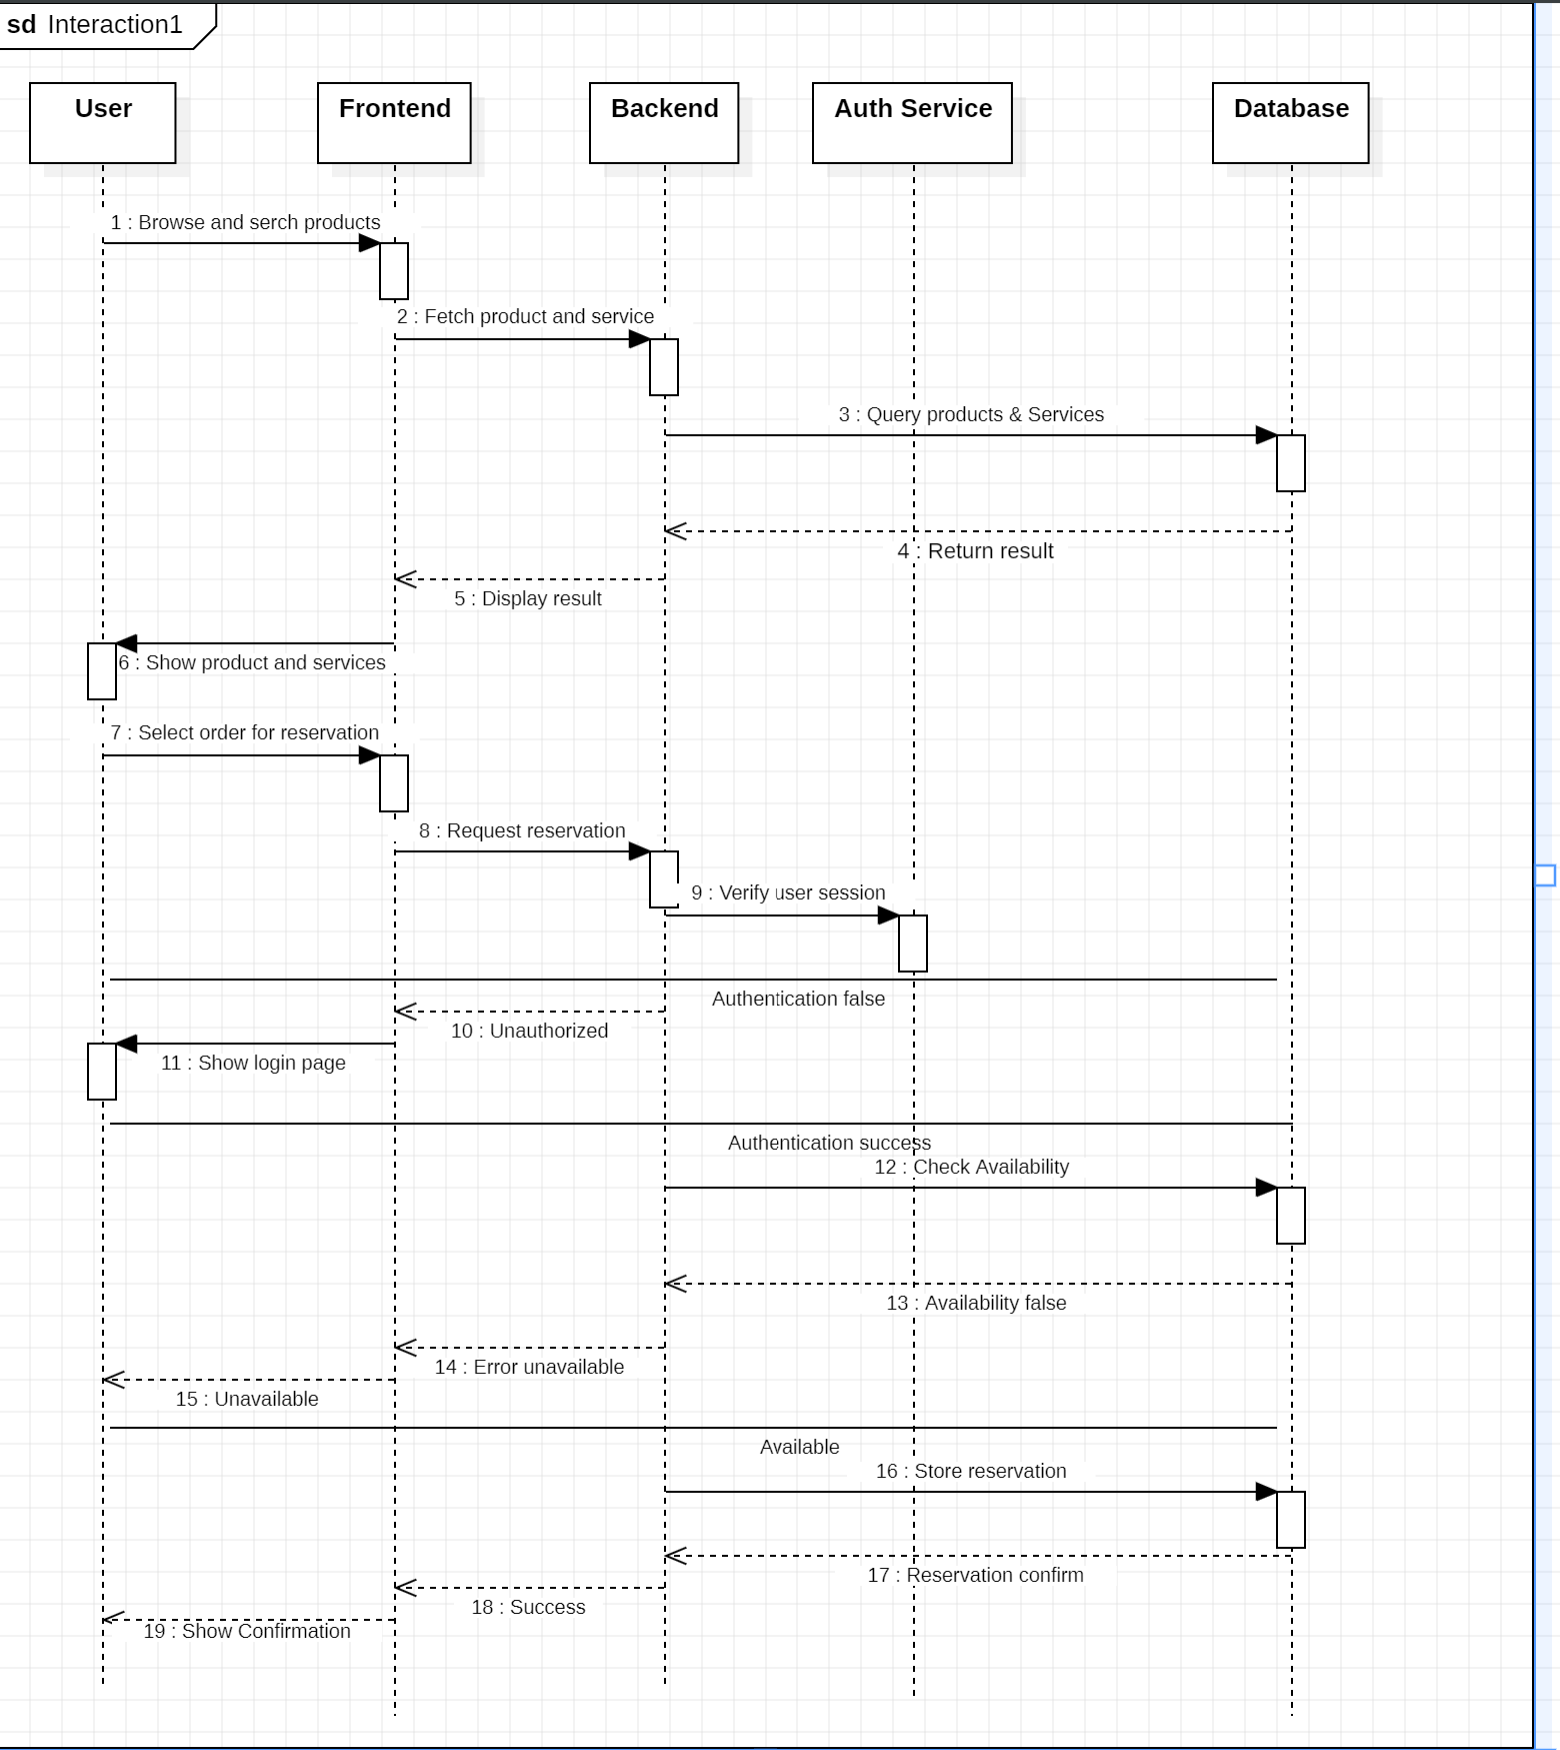 sd Interaction1
User
Frontend
Backend
Auth Service
Database
1 : Browse and serch products
2 : Fetch product and service
3 : Query products & Services
4 : Return result
5 : Display result
6 : Show product and services
7 : Select order for reservation
8 : Request reservation
9 : Verify user session
Authentication false
10 : Unauthorized
11 : Show login page
Authentication success
12 : Check Availability
13 : Availability false
14 : Error unavailable
15 : Unavailable
Available
16 : Store reservation
17 : Reservation confirm
18 : Success
19 : Show Confirmation